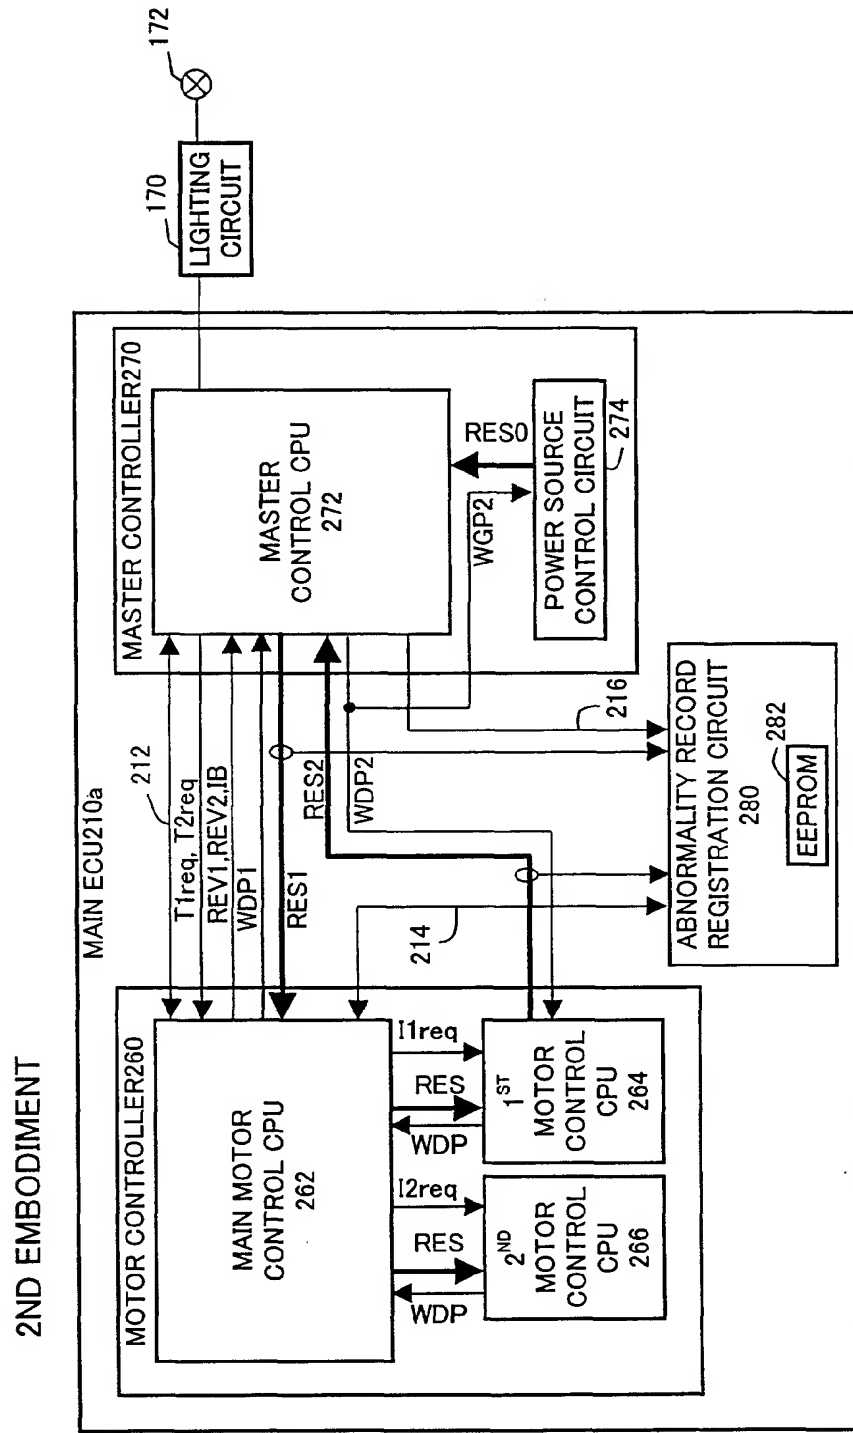 2ND EMBODIMENT
MAIN ECU210a
MOTOR CONTROLLER260
MAIN MOTOR
CONTROL CPU
262
I2req
RES
WDP
2ND
MOTOR
CONTROL
CPU
266
I1req
RES
WDP
1ST
MOTOR
CONTROL
CPU
264
212
T1req, T2req
REV1,REV2,IB
WDP1
RES1
RES2
WDP2
214
216
MASTER CONTROLLER270
MASTER
CONTROL CPU
272
RES0
WGP2
POWER SOURCE
CONTROL CIRCUIT
274
ABNORMALITY RECORD
REGISTRATION CIRCUIT
280
282
EEPROM
170
LIGHTING
CIRCUIT
172